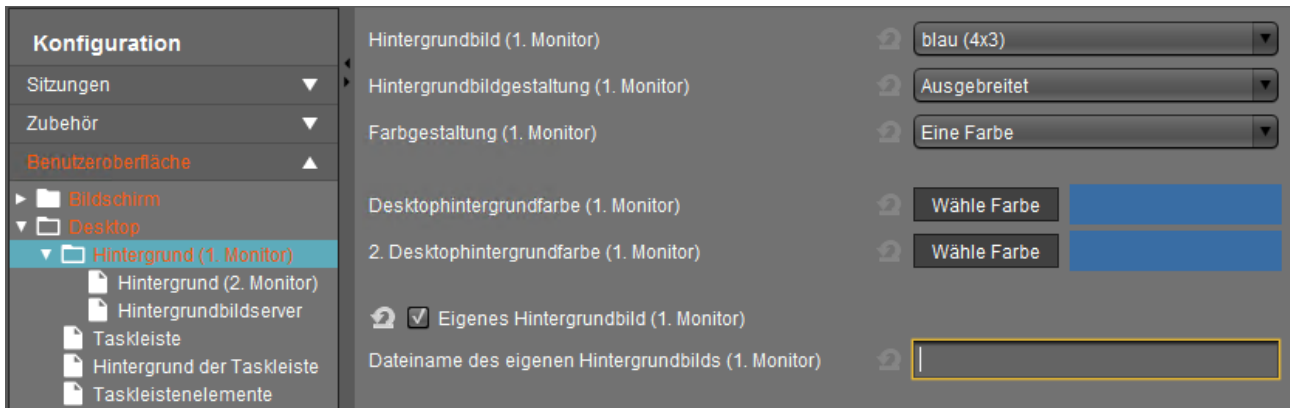 Konfiguration
Sitzungen
Zubehör
Benutzeroberfläche
Bildschirm
Desktop
Hintergrund (1. Monitor)
Hintergrund (2. Monitor)
Hintergrundbildserver
Taskleiste
Hintergrund der Taskleiste
Taskleistenelemente
Hintergrundbild (1. Monitor) blau (4x3)
Hintergrundbildgestaltung (1. Monitor) Ausgebreitet
Farbgestaltung (1. Monitor) Eine Farbe
Desktophintergrundfarbe (1. Monitor) Wähle Farbe
2. Desktophintergrundfarbe (1. Monitor) Wähle Farbe
Eigenes Hintergrundbild (1. Monitor)
Dateiname des eigenen Hintergrundbilds (1. Monitor)